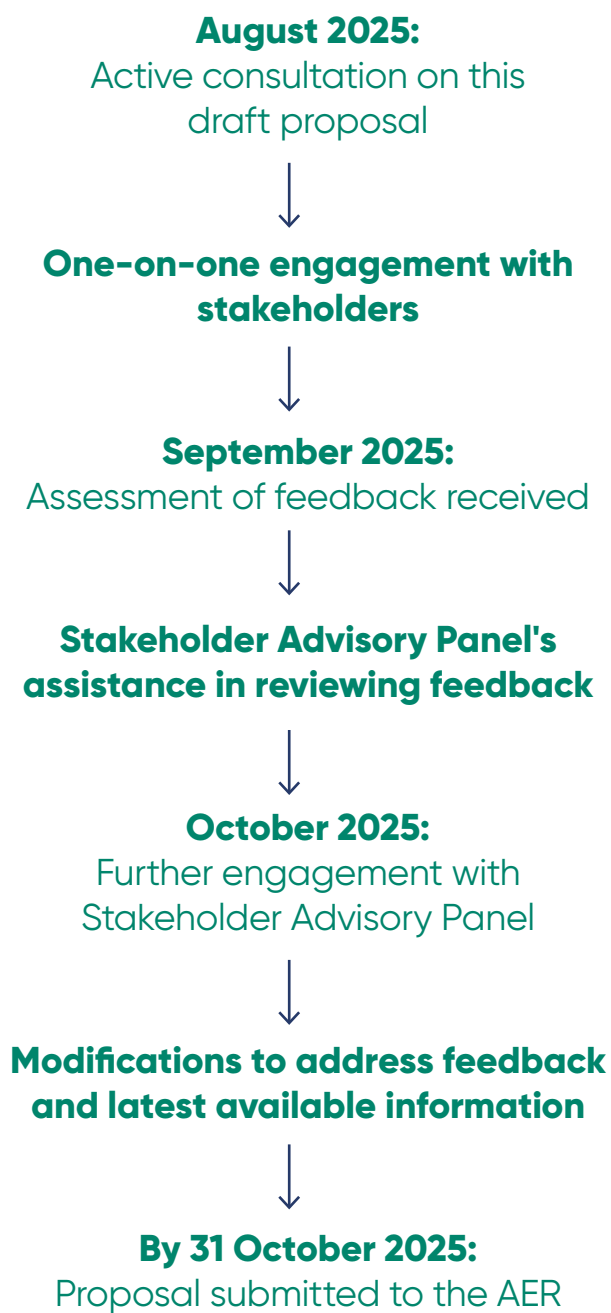 August 2025:
Active consultation on this
draft proposal
One-on-one engagement with
stakeholders
September 2025:
Assessment of feedback received
Stakeholder Advisory Panel's
assistance in reviewing feedback
October 2025:
Further engagement with
Stakeholder Advisory Panel
Modifications to address feedback
and latest available information
By 31 October 2025:
Proposal submitted to the AER